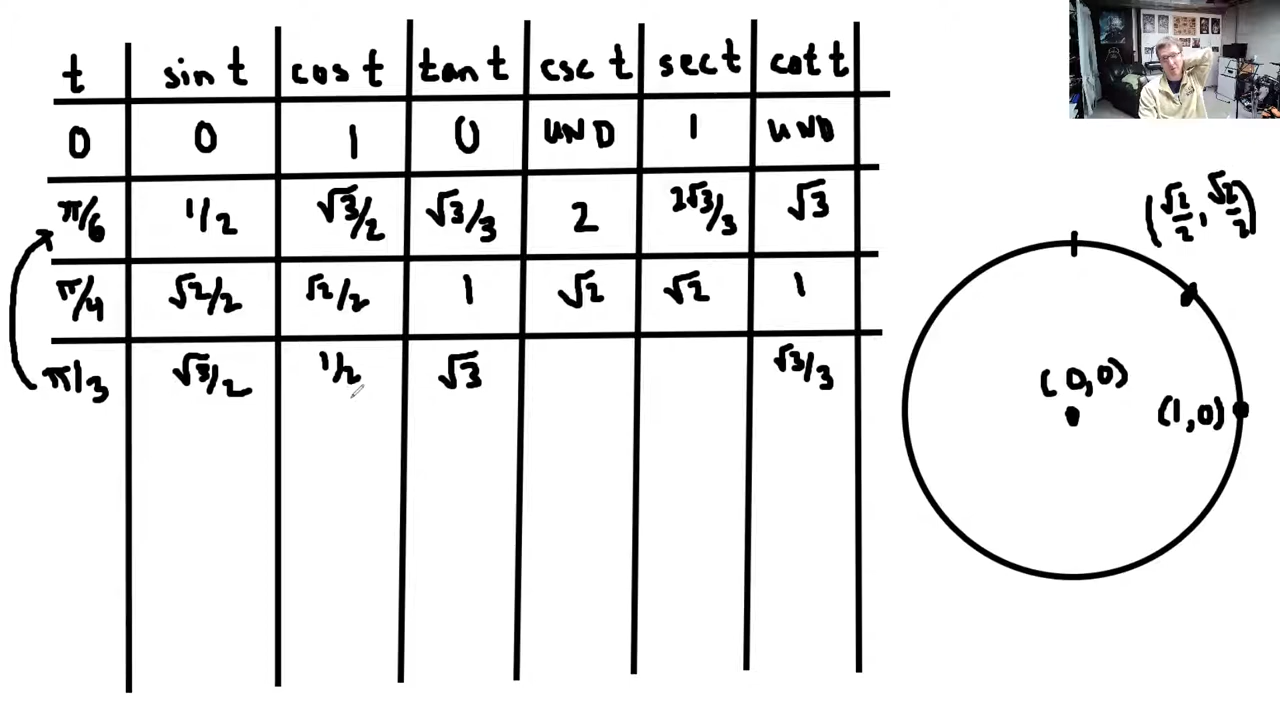 t sin t cos t tan t csc t sec t cot t
0 0 1 0 UND 1 UND
π/6 1/2 √3/2 √3/3 2 2√3/3 √3
π/4 √2/2 √2/2 1 √2 √2 1
π/3 √3/2 1/2 √3 √3/3
(√2/2, √2/2)
(0,0)
(1,0)